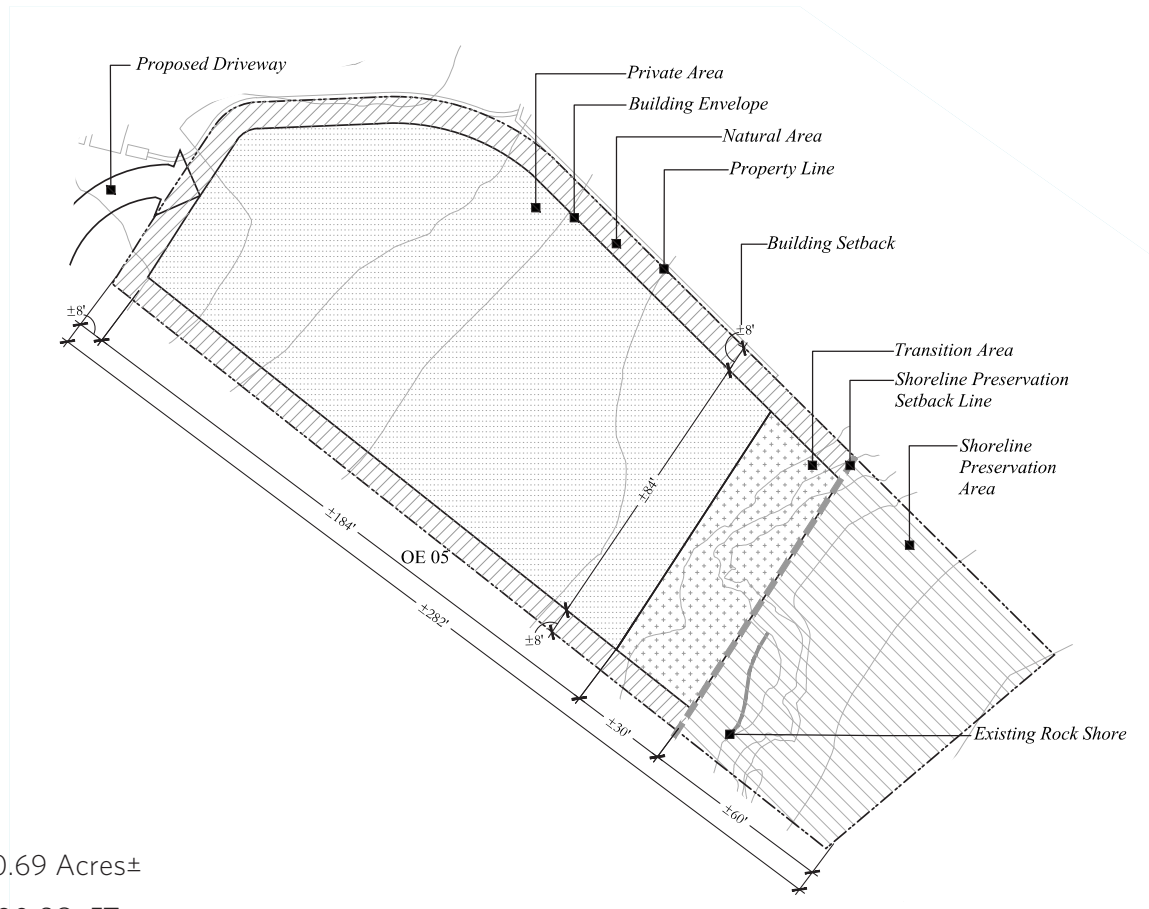 Proposed Driveway
Private Area
Building Envelope
Natural Area
Property Line
Building Setback
±8'
±8'
Transition Area
Shoreline Preservation
Setback Line
Shoreline
Preservation
Area
±84'
±184'
OE 05
±282'
±8'
±30'
Existing Rock Shore
±60'
0.69 Acres±